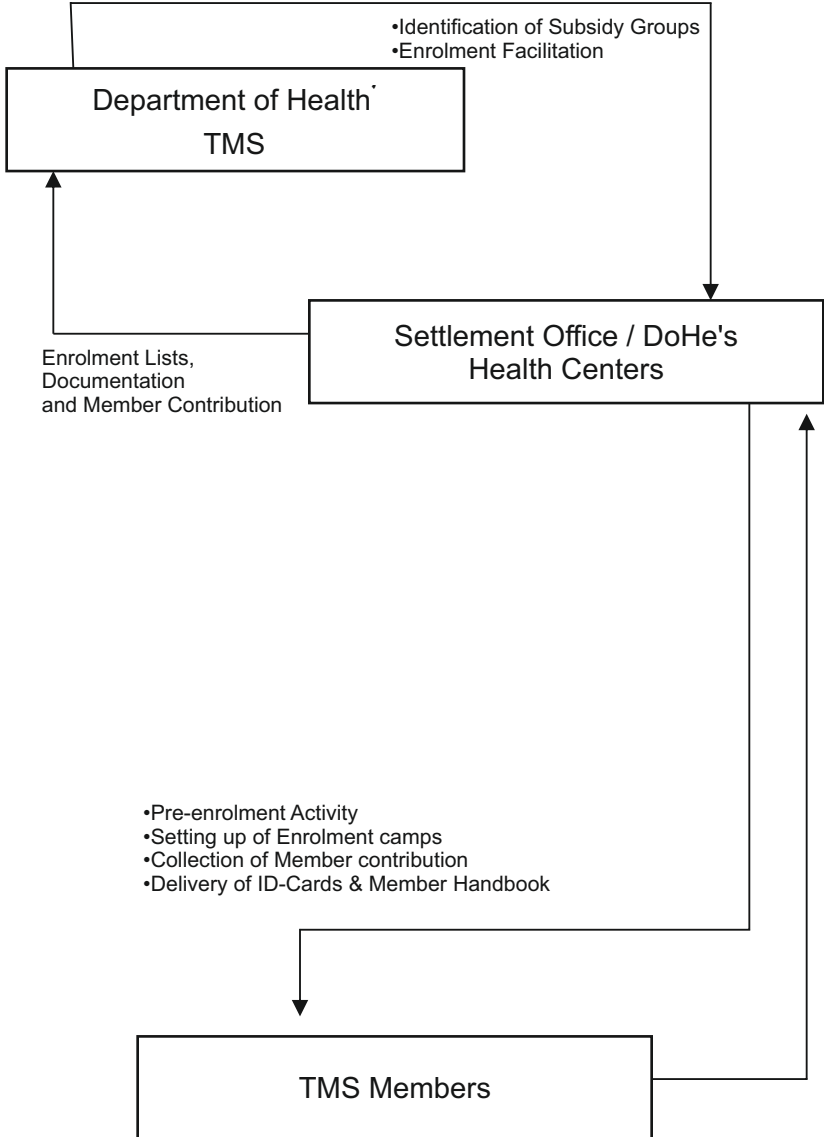 •Identification of Subsidy Groups
•Enrolment Facilitation
Department of Health
TMS
Settlement Office / DoHe's
Health Centers
Enrolment Lists,
Documentation
and Member Contribution
•Pre-enrolment Activity
•Setting up of Enrolment camps
•Collection of Member contribution
•Delivery of ID-Cards & Member Handbook
TMS Members